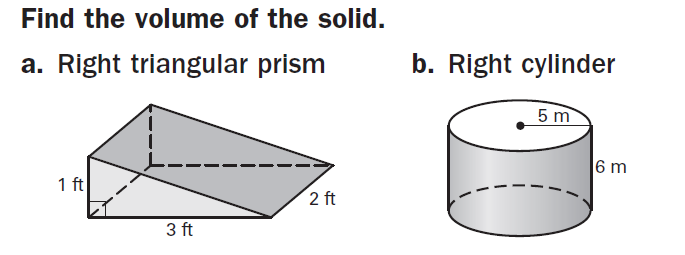 Find the volume of the solid.
a. Right triangular prism
b. Right cylinder
1 ft
2 ft
3 ft
5 m
6 m